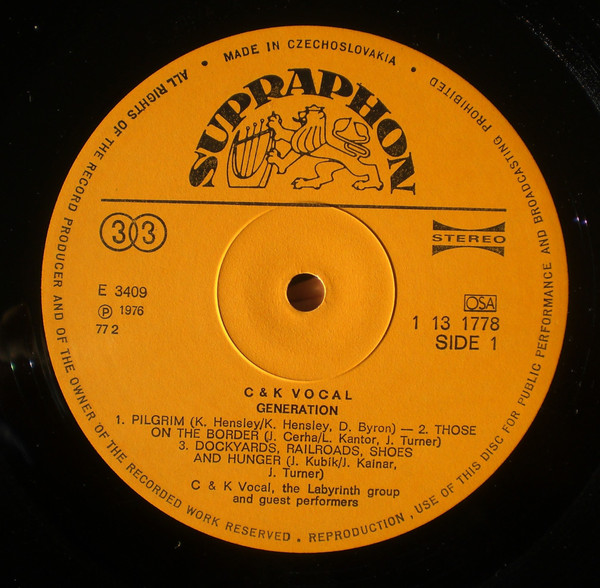 ALL RIGHTS OF THE RECORD PRODUCER AND OF THE OWNER OF THE RECORDED WORK RESERVED . REPRODUCTION, USE OF THIS DISC FOR PUBLIC PERFORMANCE AND BROADCASTING PROHIBITED
• MADE IN CZECHOSLOVAKIA •
SUPRAPHON
33
STEREO
E 3409
Ⓟ 1976
77 2
OSA
1 13 1778
SIDE 1
C & K VOCAL
GENERATION
1. PILGRIM (K. Hensley/K. Hensley, D. Byron) — 2. THOSE
ON THE BORDER (J. Cerha/L. Kantor, J. Turner)
3. DOCKYARDS, RAILROADS, SHOES
AND HUNGER (J. Kubík/J. Kainar,
J. Turner)
C & K Vocal, the Labyrinth group
and guest performers